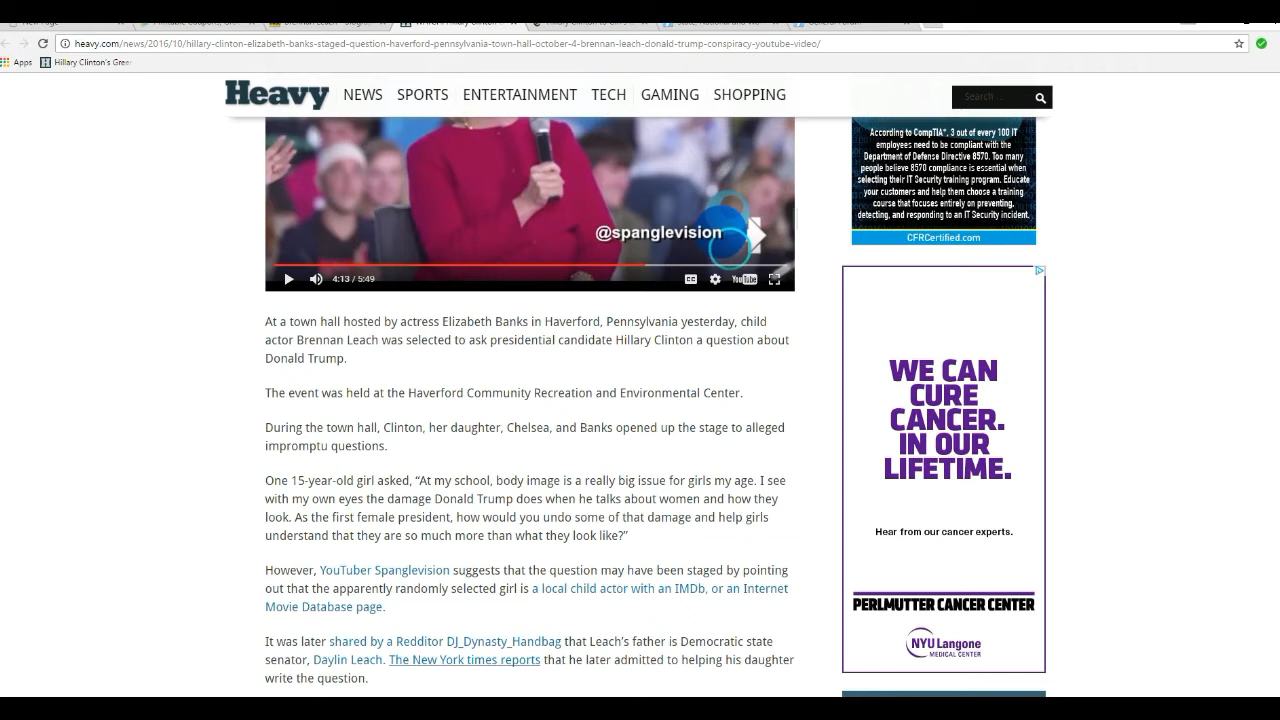 heavy.com/news/2016/10/hillary-clinton-elizabeth-banks-staged-question-haverford-pennsylvania-town-hall-october-4-brennan-leach-donald-trump-conspiracy-youtube-video/
Apps Hillary Clinton's Greer
Heavy NEWS SPORTS ENTERTAINMENT TECH GAMING SHOPPING Search ...
@spanglevision
4:13 / 5:49 CC YouTube
At a town hall hosted by actress Elizabeth Banks in Haverford, Pennsylvania yesterday, child
actor Brennan Leach was selected to ask presidential candidate Hillary Clinton a question about
Donald Trump.
The event was held at the Haverford Community Recreation and Environmental Center.
During the town hall, Clinton, her daughter, Chelsea, and Banks opened up the stage to alleged
impromptu questions.
One 15-year-old girl asked, “At my school, body image is a really big issue for girls my age. I see
with my own eyes the damage Donald Trump does when he talks about women and how they
look. As the first female president, how would you undo some of that damage and help girls
understand that they are so much more than what they look like?”
However, YouTuber Spanglevision suggests that the question may have been staged by pointing
out that the apparently randomly selected girl is a local child actor with an IMDb, or an Internet
Movie Database page.
It was later shared by a Redditor DJ_Dynasty_Handbag that Leach’s father is Democratic state
senator, Daylin Leach. The New York times reports that he later admitted to helping his daughter
write the question.
According to CompTIA*, 3 out of every 100 IT
employees need to be compliant with the
Department of Defense Directive 8570. Too many
people believe 8570 compliance is essential when
selecting their IT Security training program. Educate
your customers and help them choose a training
course that focuses entirely on preventing,
detecting, and responding to an IT Security incident.
CFRCertified.com
WE CAN
CURE
CANCER.
IN OUR
LIFETIME.
Hear from our cancer experts.
PERLMUTTER CANCER CENTER
NYU Langone
MEDICAL CENTER